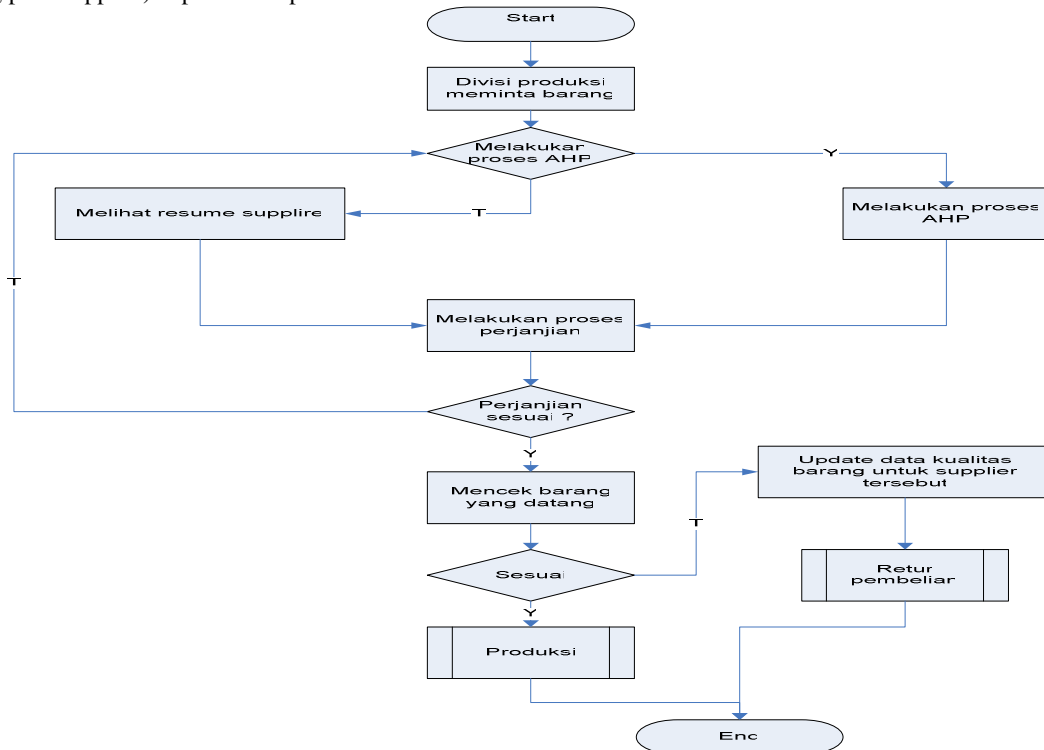 Start
Divisi produksi
meminta barang
Melakukan
proses AHP
Y
T
Melihat resume supplire
Melakukan proses
AHP
T
Melakukan proses
perjanjian
Perjanjian
sesuai ?
Y
Update data kualitas
barang untuk supplier
tersebut
Mencek barang
yang datang
T
Sesuai
Retur
pembelian
Y
Produksi
End